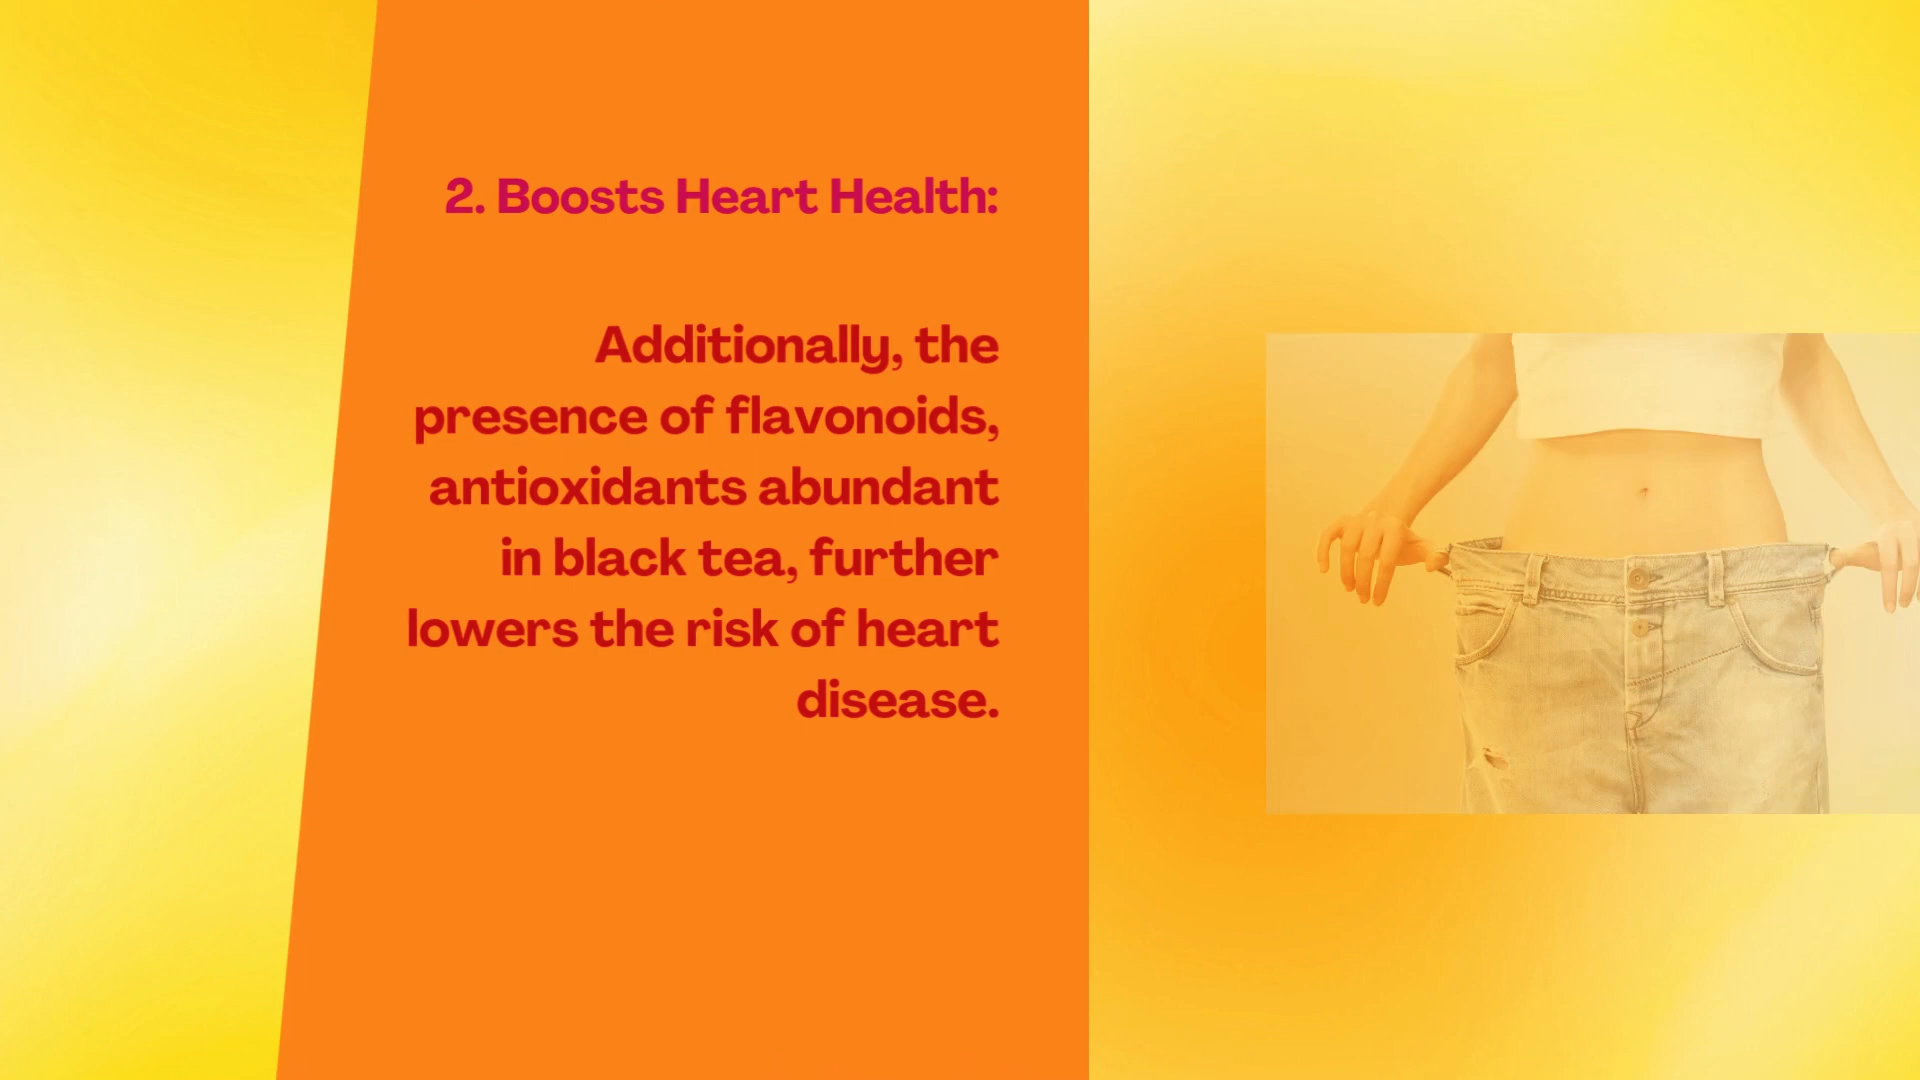 2. Boosts Heart Health:
Additionally, the
presence of flavonoids,
antioxidants abundant
in black tea, further
lowers the risk of heart
disease.